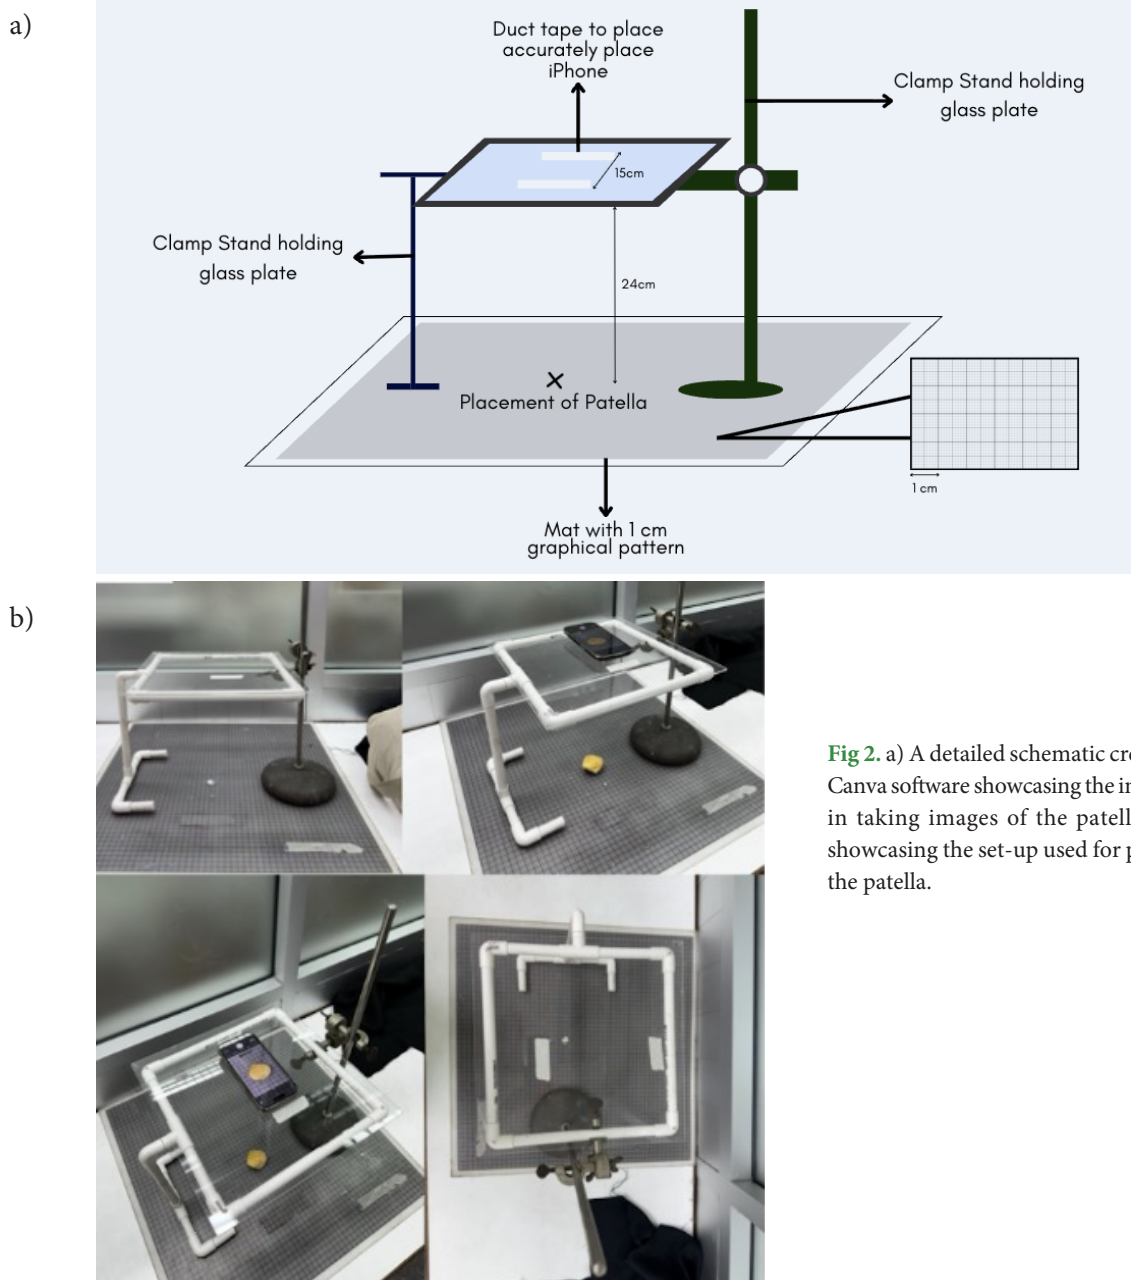 a)
Duct tape to place
accurately place
iPhone
Clamp Stand holding
glass plate
15cm
Clamp Stand holding
glass plate
24cm
Placement of Patella
1 cm
Mat with 1 cm
graphical pattern
b)
Fig 2. a) A detailed schematic cre
Canva software showcasing the in
in taking images of the patell
showcasing the set-up used for p
the patella.